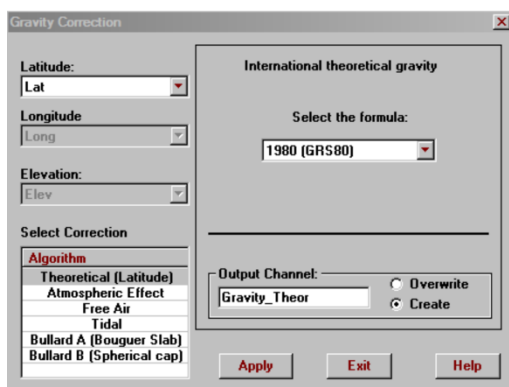 Gravity Correction
Latitude:
Lat
Longitude
Long
Elevation:
Elev
Select Correction
Algorithm
Theoretical (Latitude)
Atmospheric Effect
Free Air
Tidal
Bullard A (Bouguer Slab)
Bullard B (Spherical cap)
International theoretical gravity
Select the formula:
1980 (GRS80)
Output Channel:
Gravity_Theor
Overwrite
Create
Apply
Exit
Help